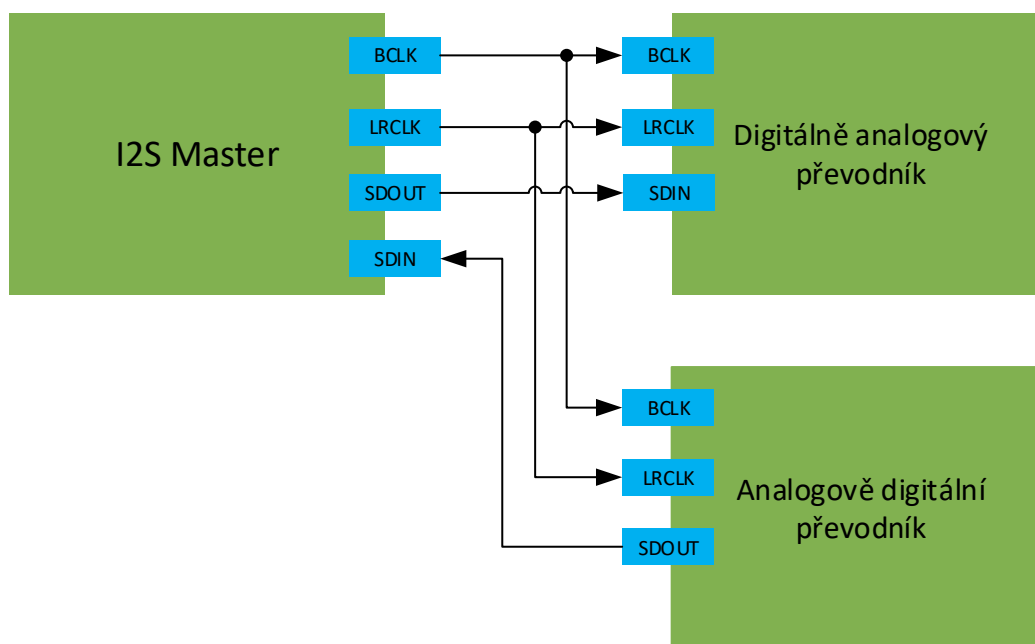 I2S Master
BCLK
LRCLK
SDOUT
SDIN
BCLK
LRCLK
SDIN
Digitálně analogový
převodník
BCLK
LRCLK
SDOUT
Analogově digitální
převodník